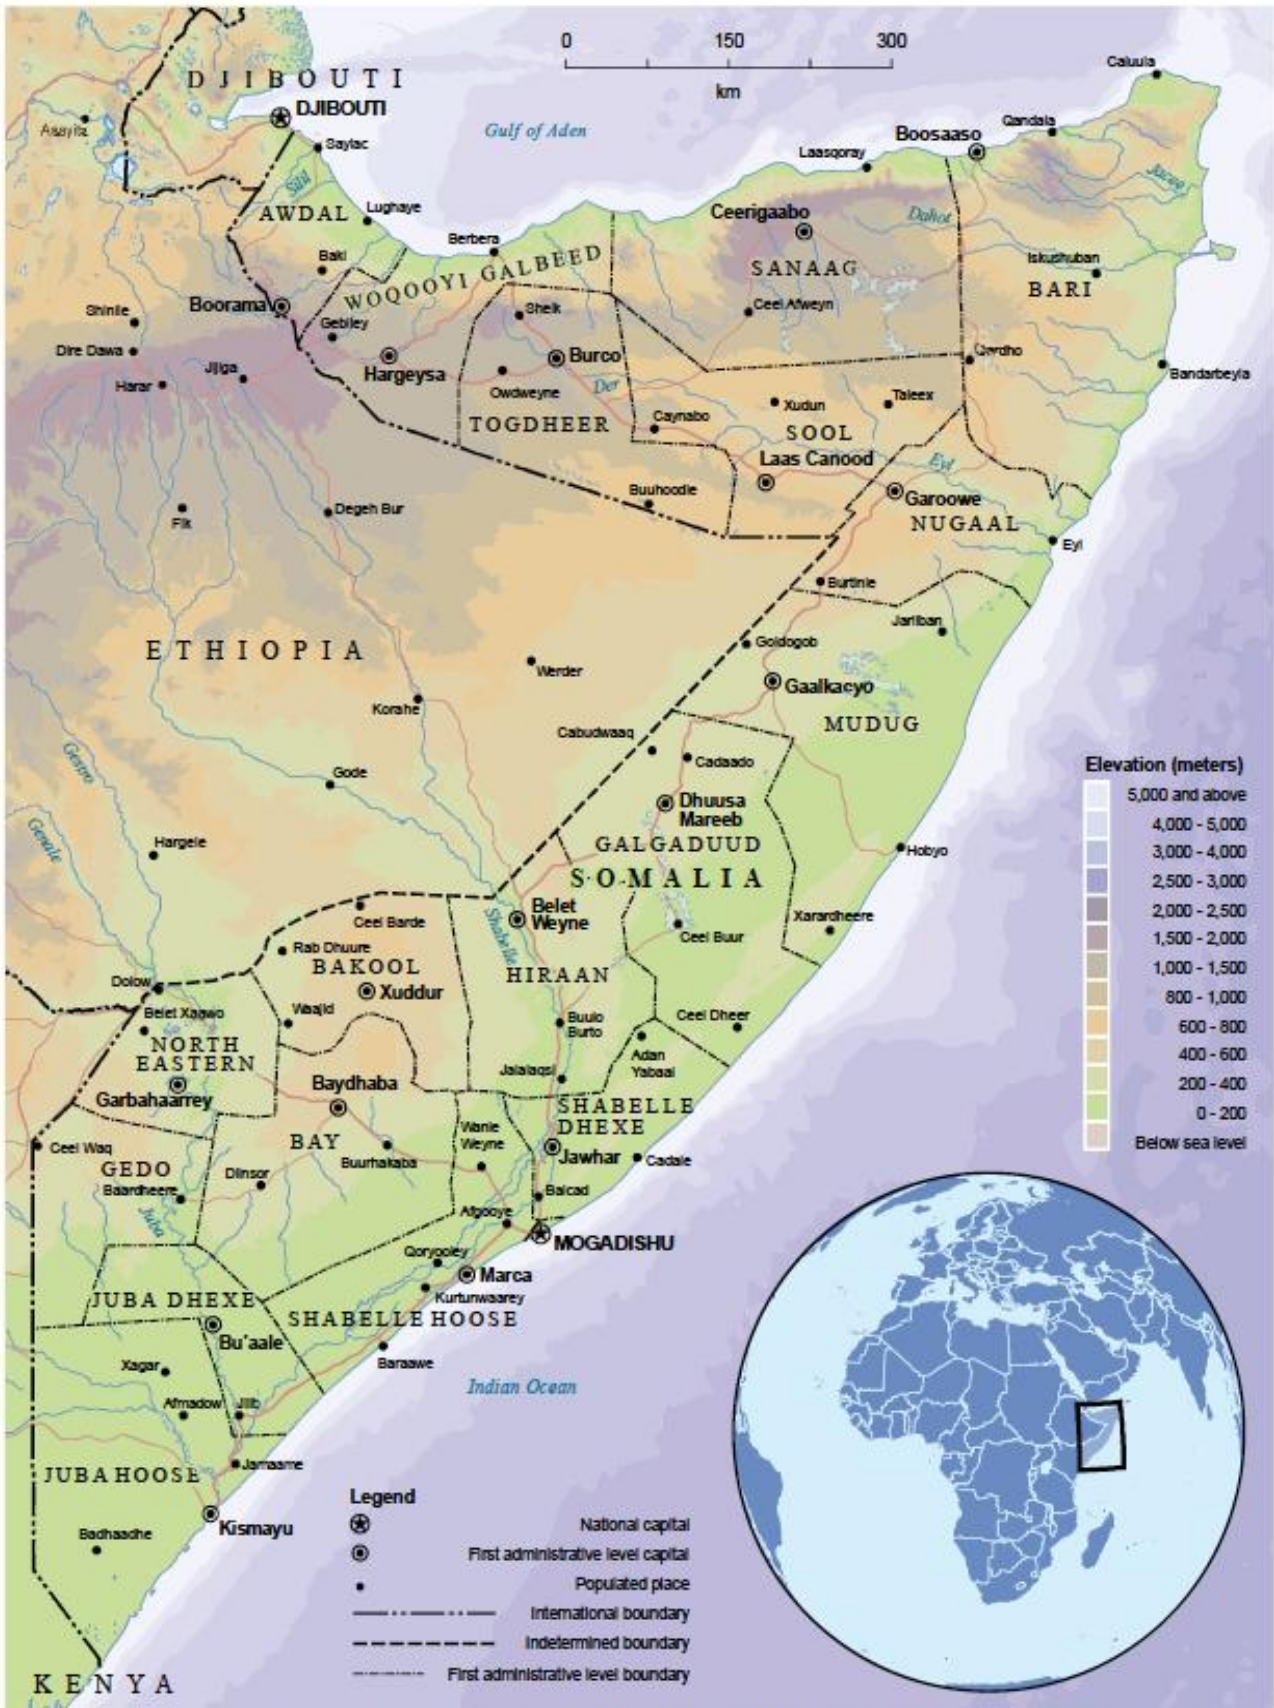 0 150 300
km
Caluula
DJIBOUTI
DJIBOUTI
Asayita
Gulf of Aden
Qandala
Boosaaso
Saylac
Laasqoray
Jaceel
Silil
AWDAL
Lughaye
Ceerigaabo
Dahot
Berbera
Baki
WOQOOYI GALBEED
SANAAG
Iskushuban
BARI
Boorama
Shinile
Gebiley
Sheik
Ceel Afweyn
Dire Dawa
Jijiga
Harar
Hargeysa
Burco
Qardho
Bandarbeyla
Owdweyne
Der
Taleex
Xudun
TOGDHEER
Caynabo
SOOL
Laas Canood
Eyl
Buuhoodle
Garoowe
Fik
Degeh Bur
NUGAAL
Eyl
Burtinle
Jariiban
ETHIOPIA
Goldogob
Werder
Gaalkacyo
Korahe
MUDUG
Cabudwaaq
Cadaado
Gestro
Gode
Dhuusa
Mareeb
Genale
Hargele
GALGADUUD
Hobyo
SOMALIA
Ceel Barde
Belet
Weyne
Shabelle
Xarardheere
Ceel Buur
Rab Dhuure
BAKOOL
HIRAAN
Dolow
Xuddur
Belet Xaawo
Waajid
Buulo
Burto
Ceel Dheer
NORTH
EASTERN
Adan
Yabaal
Jalalaqsi
Garbahaarrey
Baydhaba
SHABELLE
DHEXE
Wanle
Weyne
Ceel Waq
BAY
Buurhakaba
Jawhar
Cadale
GEDO
Diinsor
Baardheere
Balcad
Juba
Afgooye
MOGADISHU
Qoryooley
Marca
JUBA DHEXE
Kurtunwaarey
SHABELLE HOOSE
Bu'aale
Baraawe
Xagar
Indian Ocean
Afmadow
Jilib
JUBA HOOSE
Jamaame
Kismayu
Badhaadhe
KENYA
Elevation (meters)
5,000 and above
4,000 - 5,000
3,000 - 4,000
2,500 - 3,000
2,000 - 2,500
1,500 - 2,000
1,000 - 1,500
800 - 1,000
600 - 800
400 - 600
200 - 400
0 - 200
Below sea level
Legend
National capital
First administrative level capital
Populated place
International boundary
Indetermined boundary
First administrative level boundary